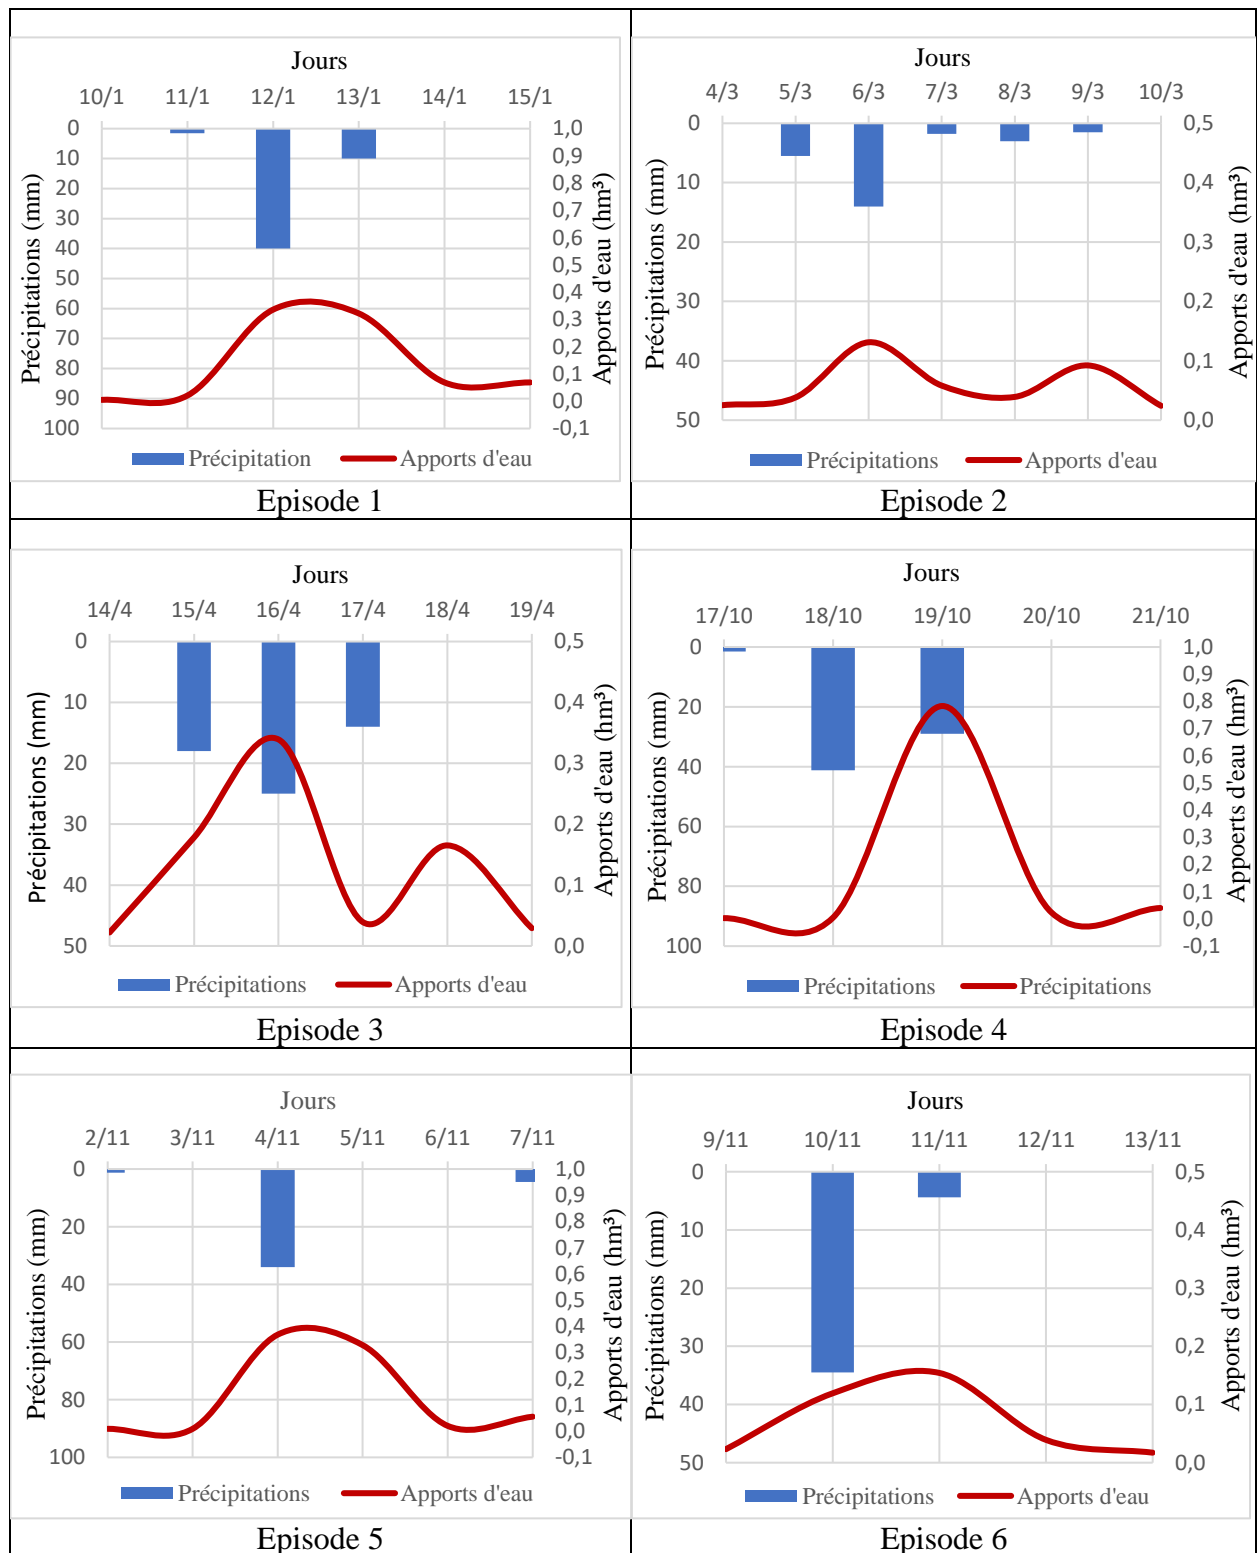 Jours
10/1 11/1 12/1 13/1 14/1 15/1
Précipitations (mm)
0
10
20
30
40
50
60
70
80
90
100
1,0
0,9
0,8
0,7
0,6
0,5
0,4
0,3
0,2
0,1
0,0
-0,1
Apports d'eau (hm³)
Précipitation Apports d'eau
Episode 1
Jours
4/3 5/3 6/3 7/3 8/3 9/3 10/3
Précipitations (mm)
0
10
20
30
40
50
0,5
0,4
0,3
0,2
0,1
0,0
Apports d'eau (hm³)
Précipitations Apports d'eau
Episode 2
Jours
14/4 15/4 16/4 17/4 18/4 19/4
Précipitations (mm)
0
10
20
30
40
50
0,5
0,4
0,3
0,2
0,1
0,0
Apports d'eau (hm³)
Précipitations Apports d'eau
Episode 3
Jours
17/10 18/10 19/10 20/10 21/10
Précipitations (mm)
0
20
40
60
80
100
1,0
0,9
0,8
0,7
0,6
0,5
0,4
0,3
0,2
0,1
0,0
-0,1
Appoerts d'eau (hm³)
Précipitations Précipitations
Episode 4
Jours
2/11 3/11 4/11 5/11 6/11 7/11
Précipitations (mm)
0
20
40
60
80
100
1,0
0,9
0,8
0,7
0,6
0,5
0,4
0,3
0,2
0,1
0,0
-0,1
Apports d'eau (hm³)
Précipitations Apports d'eau
Episode 5
Jours
9/11 10/11 11/11 12/11 13/11
Précipitations (mm)
0
10
20
30
40
50
0,5
0,4
0,3
0,2
0,1
0,0
Apports d'eau (hm³)
Précipitations Apports d'eau
Episode 6